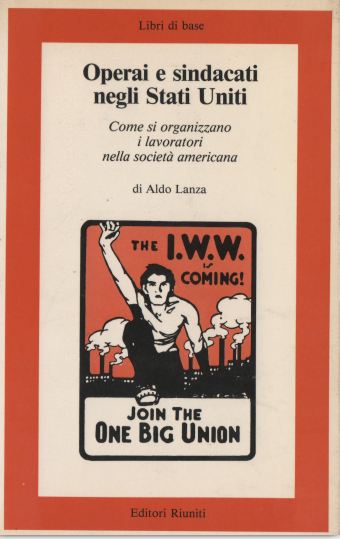 Libri di base
Operai e sindacati
negli Stati Uniti
Come si organizzano
i lavoratori
nella società americana
di Aldo Lanza
THE I.W.W.
is
COMING!
JOIN THE
ONE BIG UNION
Editori Riuniti